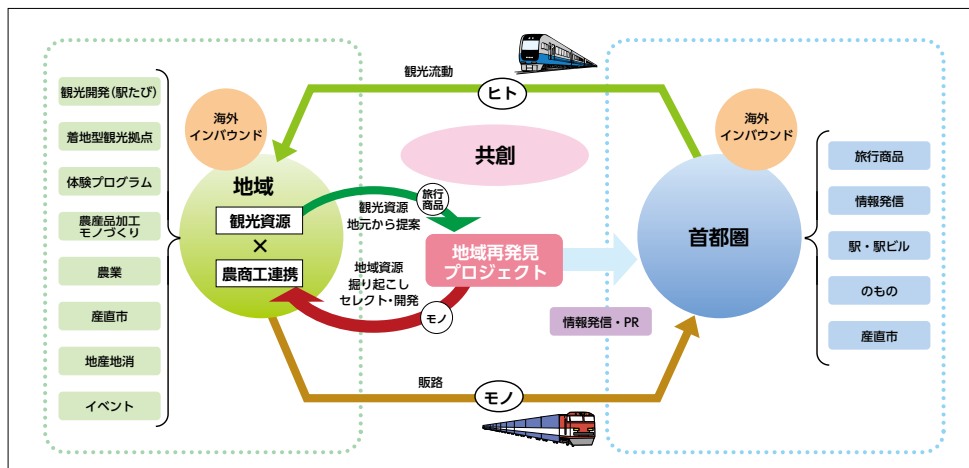 観光開発(駅たび)
着地型観光拠点
体験プログラム
農産品加工
モノづくり
農業
産直市
地産地消
イベント
海外
インバウンド
地域
観光資源
×
農商工連携
観光流動
ヒト
共創
旅行
商品
観光資源
地元から提案
地域再発見
プロジェクト
地域資源
掘り起こし
セレクト・開発
モノ
情報発信・PR
販路
モノ
海外
インバウンド
首都圏
旅行商品
情報発信
駅・駅ビル
のもの
産直市